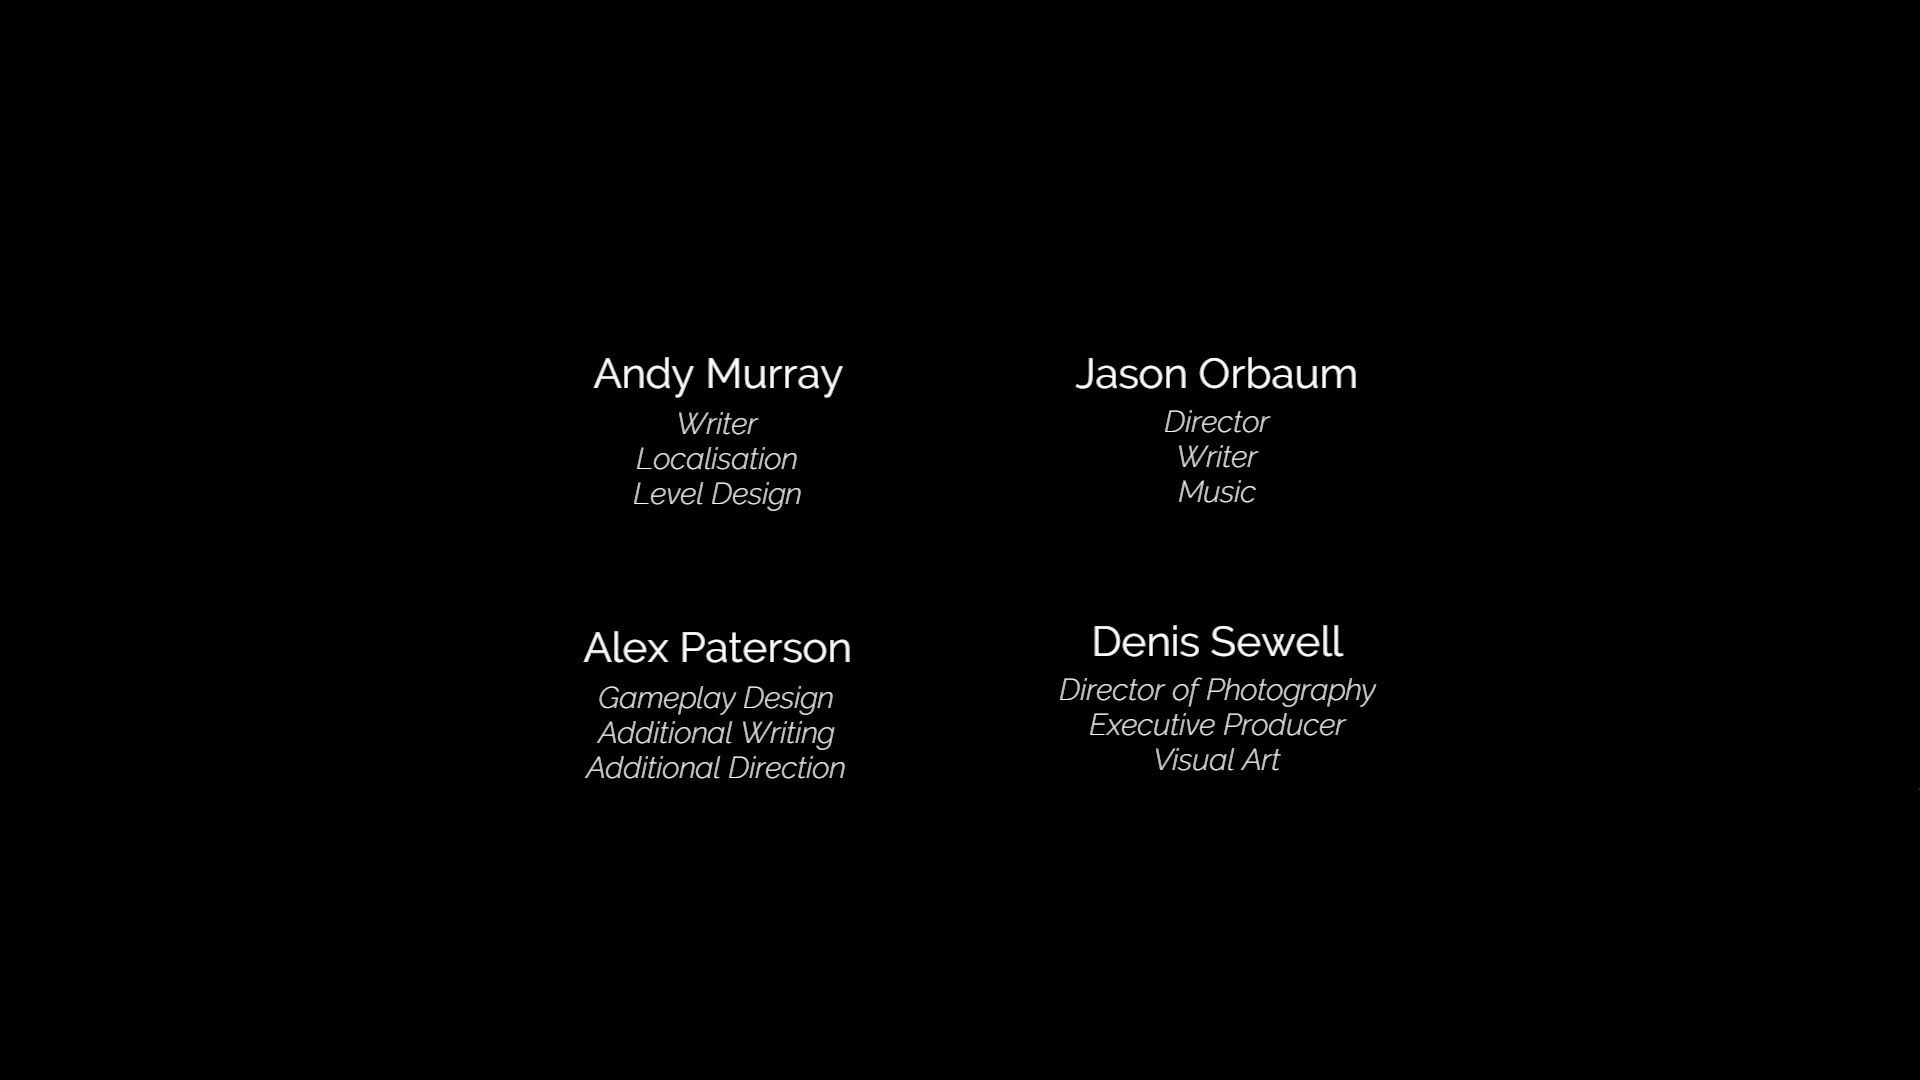 Andy Murray
Writer
Localisation
Level Design
Jason Orbaum
Director
Writer
Music
Alex Paterson
Gameplay Design
Additional Writing
Additional Direction
Denis Sewell
Director of Photography
Executive Producer
Visual Art